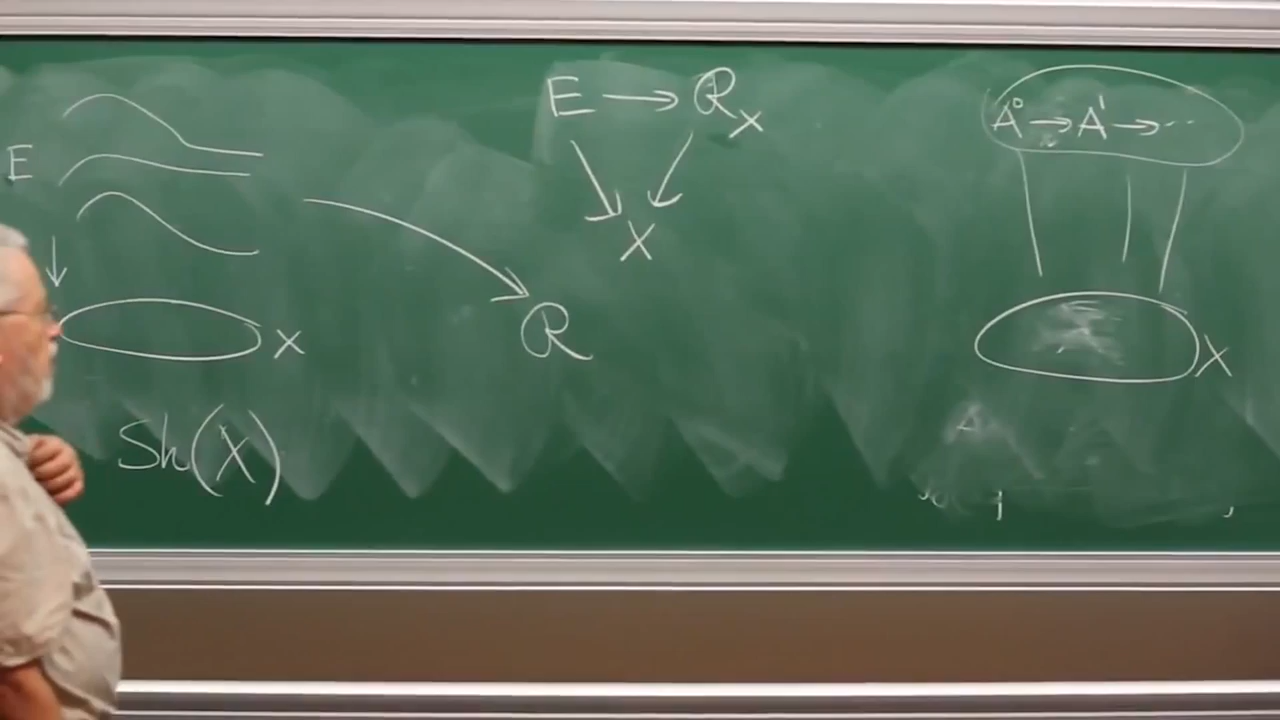 E
X
Sh(X)
E → R_X
X
R
A⁰ → A¹ → ···
X